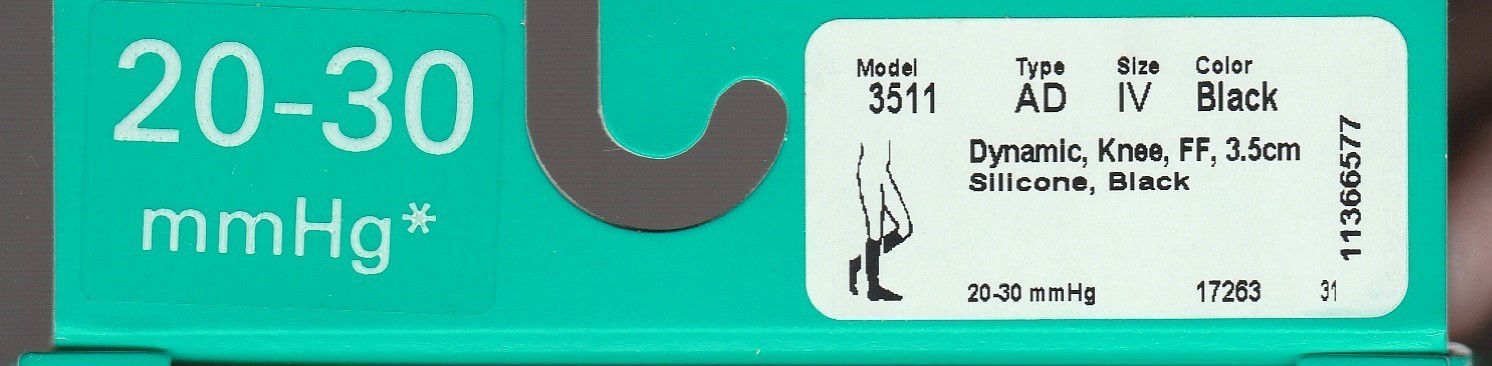 20-30
mmHg*
Model Type Size Color
3511 AD IV Black
Dynamic, Knee, FF, 3.5cm
Silicone, Black
20-30 mmHg 17263 31
11366577